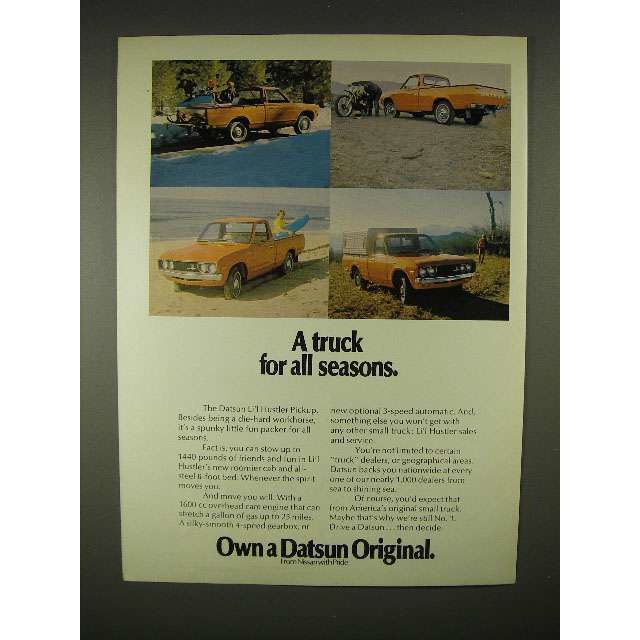 A truck
for all seasons.
The Datsun Li'l Hustler Pickup.
Besides being a die-hard workhorse,
it's a spunky little fun packer for all
seasons.
Fact is, you can stow up to
1440 pounds of friends and fun in Li'l
Hustler's new roomier cab and all-
steel 6-foot bed. Whenever the spirit
moves you.
And move you will. With a
1600 cc overhead cam engine that can
stretch a gallon of gas up to 25 miles.
A silky-smooth 4-speed gearbox, or
new optional 3-speed automatic. And,
something else you won't get with
any other small truck: Li'l Hustler sales
and service.
You're not limited to certain
"truck" dealers, or geographical areas.
Datsun backs you nationwide at every
one of our nearly 1,000 dealers from
sea to shining sea.
Of course, you'd expect that
from America's original small truck.
Maybe that's why we're still No. 1.
Drive a Datsun...then decide.
Own a Datsun Original.
From Nissan with Pride